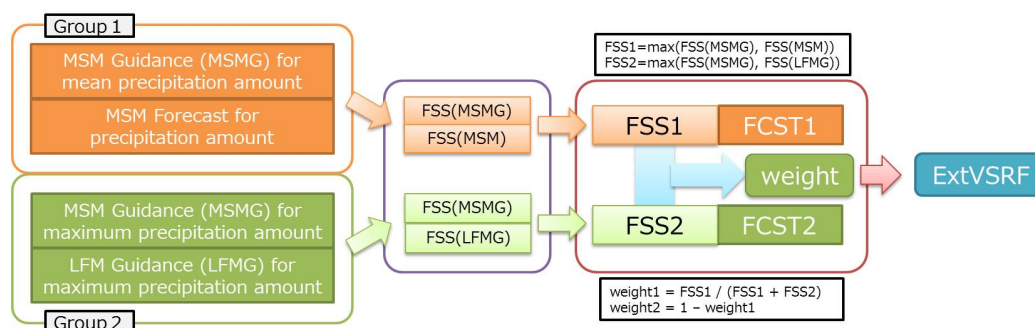 Group 1
MSM Guidance (MSMG) for
mean precipitation amount
MSM Forecast for
precipitation amount
MSM Guidance (MSMG) for
maximum precipitation amount
LFM Guidance (LFMG) for
maximum precipitation amount
Group 2
FSS(MSMG)
FSS(MSM)
FSS(MSMG)
FSS(LFMG)
FSS1=max(FSS(MSMG), FSS(MSM))
FSS2=max(FSS(MSMG), FSS(LFMG))
FSS1 FCST1
weight
FSS2 FCST2
weight1 = FSS1 / (FSS1 + FSS2)
weight2 = 1 – weight1
ExtVSRF